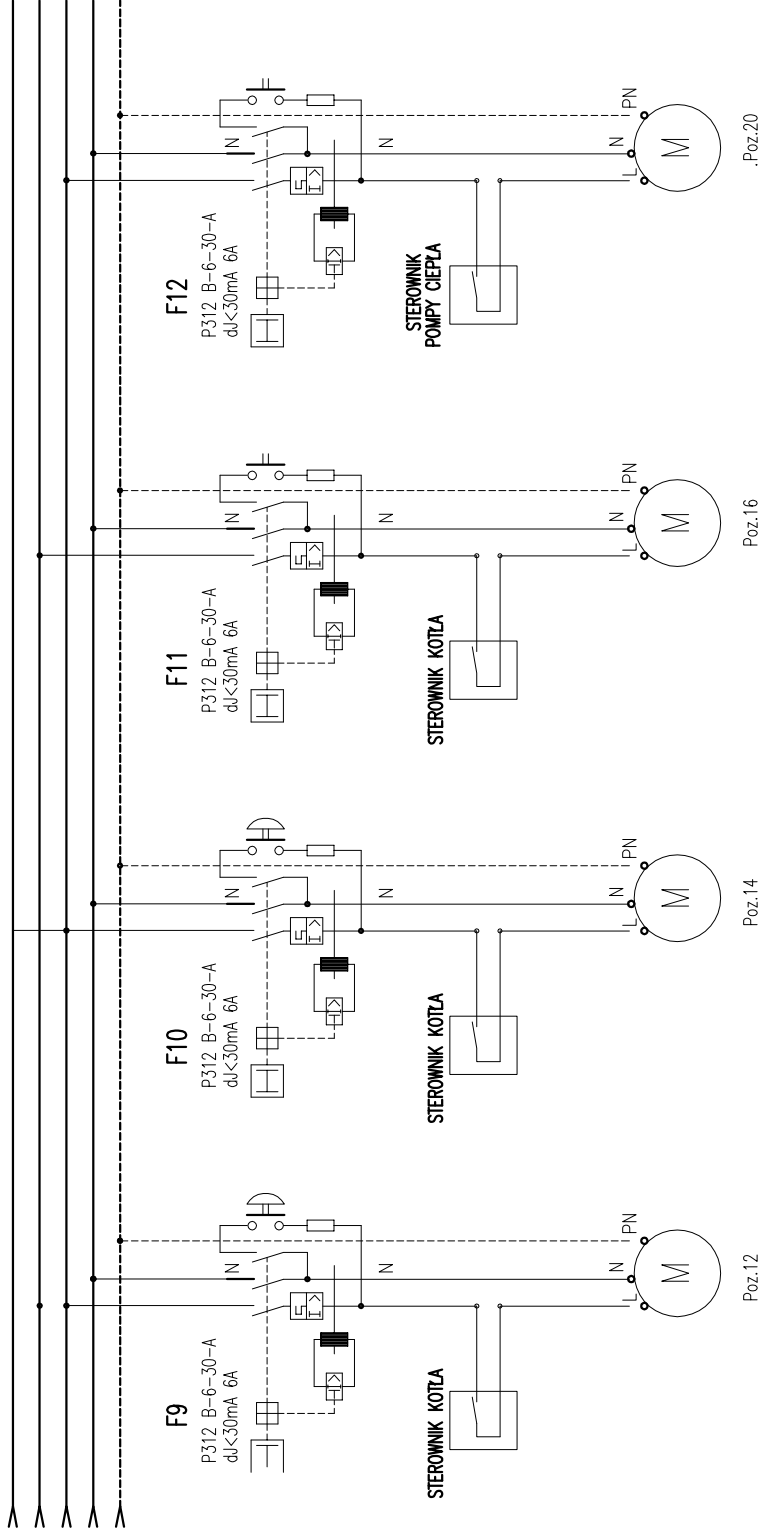 F9
P312 B-6-30-A
dJ<30mA 6A
N
N
STEROWNIK KOTŁA
L N PN
M
Poz.12
F10
P312 B-6-30-A
dJ<30mA 6A
N
N
STEROWNIK KOTŁA
L N PN
M
Poz.14
F11
P312 B-6-30-A
dJ<30mA 6A
N
N
STEROWNIK KOTŁA
L N PN
M
Poz.16
F12
P312 B-6-30-A
dJ<30mA 6A
N
N
STEROWNIK
POMPY CIEPŁA
L N PN
M
.Poz.20